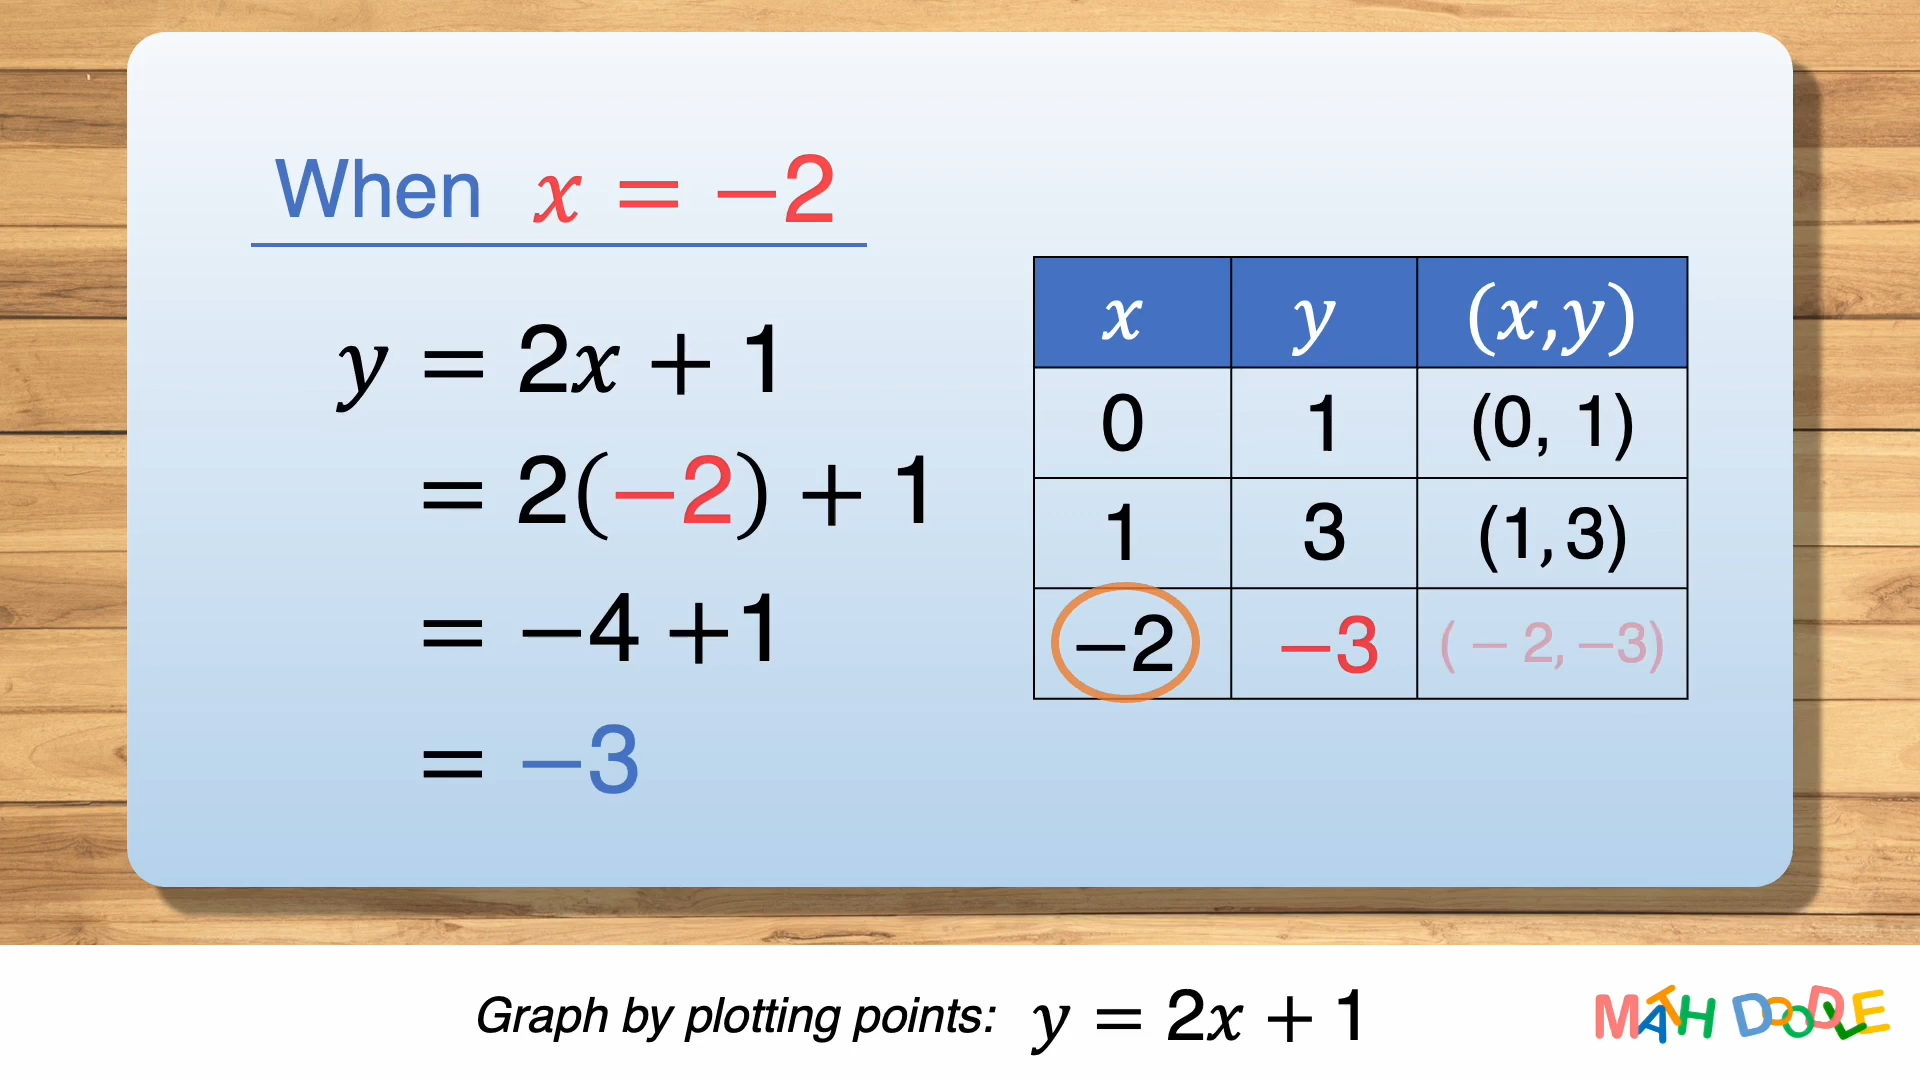 When x = −2
y = 2x + 1
= 2(−2) + 1
= −4 +1
= −3
x y (x,y)
0 1 (0, 1)
1 3 (1, 3)
−2 −3 (− 2, −3)
Graph by plotting points: y = 2x + 1
MATH DOODLE